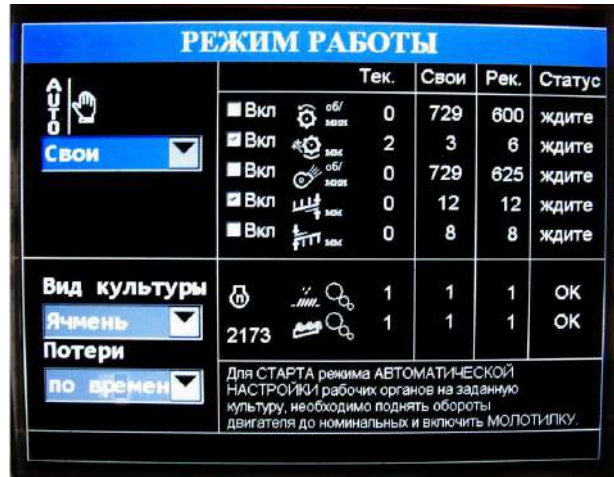 РЕЖИМ РАБОТЫ
AUTO
Свои
Тек. Свои Рек. Статус
Вкл об/мин 0 729 600 ждите
Вкл мм 2 3 6 ждите
Вкл об/мин 0 729 625 ждите
Вкл мм 0 12 12 ждите
Вкл мм 0 8 8 ждите
Вид культуры
Ячмень
Потери
по времен
n 1 1 1 OK
2173 1 1 1 OK
Для СТАРТА режима АВТОМАТИЧЕСКОЙ
НАСТРОЙКИ рабочих органов на заданную
культуру, необходимо поднять обороты
двигателя до номинальных и включить МОЛОТИЛКУ.